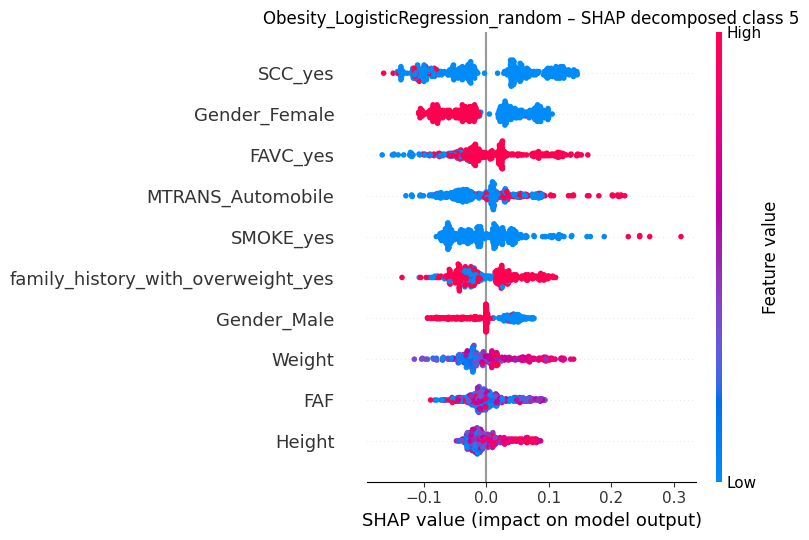 Obesity_LogisticRegression_random – SHAP decomposed class 5
High
SCC_yes
Gender_Female
FAVC_yes
MTRANS_Automobile
SMOKE_yes
family_history_with_overweight_yes
Gender_Male
Weight
FAF
Height
Feature value
Low
−0.1 0.0 0.1 0.2 0.3
SHAP value (impact on model output)